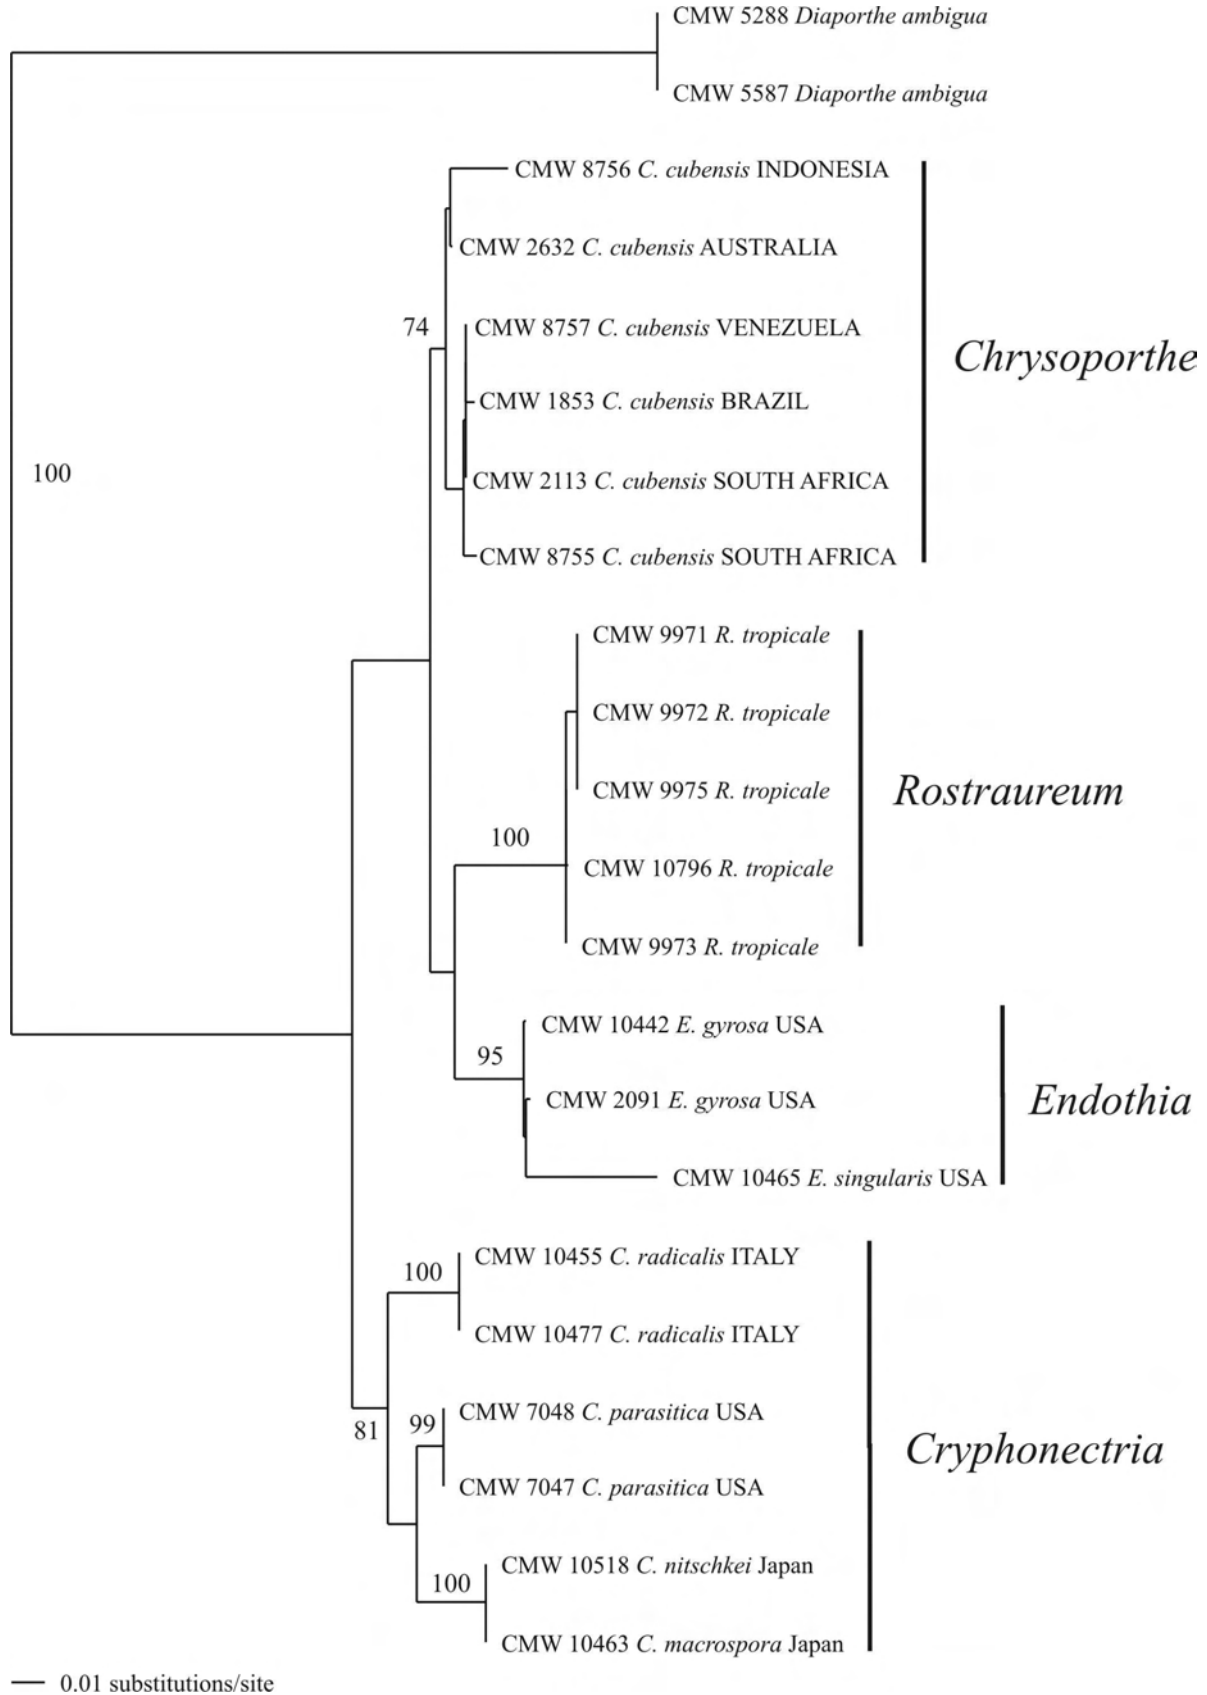 CMW 5288 Diaporthe ambigua
CMW 5587 Diaporthe ambigua
CMW 8756 C. cubensis INDONESIA
CMW 2632 C. cubensis AUSTRALIA
74
CMW 8757 C. cubensis VENEZUELA
Chrysoporthe
CMW 1853 C. cubensis BRAZIL
100
CMW 2113 C. cubensis SOUTH AFRICA
CMW 8755 C. cubensis SOUTH AFRICA
CMW 9971 R. tropicale
CMW 9972 R. tropicale
CMW 9975 R. tropicale
Rostraureum
100
CMW 10796 R. tropicale
CMW 9973 R. tropicale
CMW 10442 E. gyrosa USA
95
CMW 2091 E. gyrosa USA
Endothia
CMW 10465 E. singularis USA
CMW 10455 C. radicalis ITALY
100
CMW 10477 C. radicalis ITALY
CMW 7048 C. parasitica USA
99
81
Cryphonectria
CMW 7047 C. parasitica USA
CMW 10518 C. nitschkei Japan
100
CMW 10463 C. macrospora Japan
0.01 substitutions/site